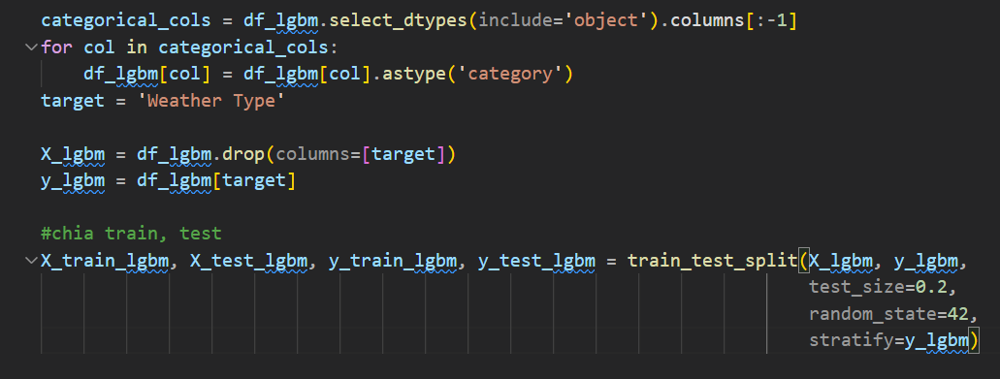 categorical_cols = df_lgbm.select_dtypes(include='object').columns[:-1]
for col in categorical_cols:
    df_lgbm[col] = df_lgbm[col].astype('category')
target = 'Weather Type'

X_lgbm = df_lgbm.drop(columns=[target])
y_lgbm = df_lgbm[target]

#chia train, test
X_train_lgbm, X_test_lgbm, y_train_lgbm, y_test_lgbm = train_test_split(X_lgbm, y_lgbm,
                                                                        test_size=0.2,
                                                                        random_state=42,
                                                                        stratify=y_lgbm)